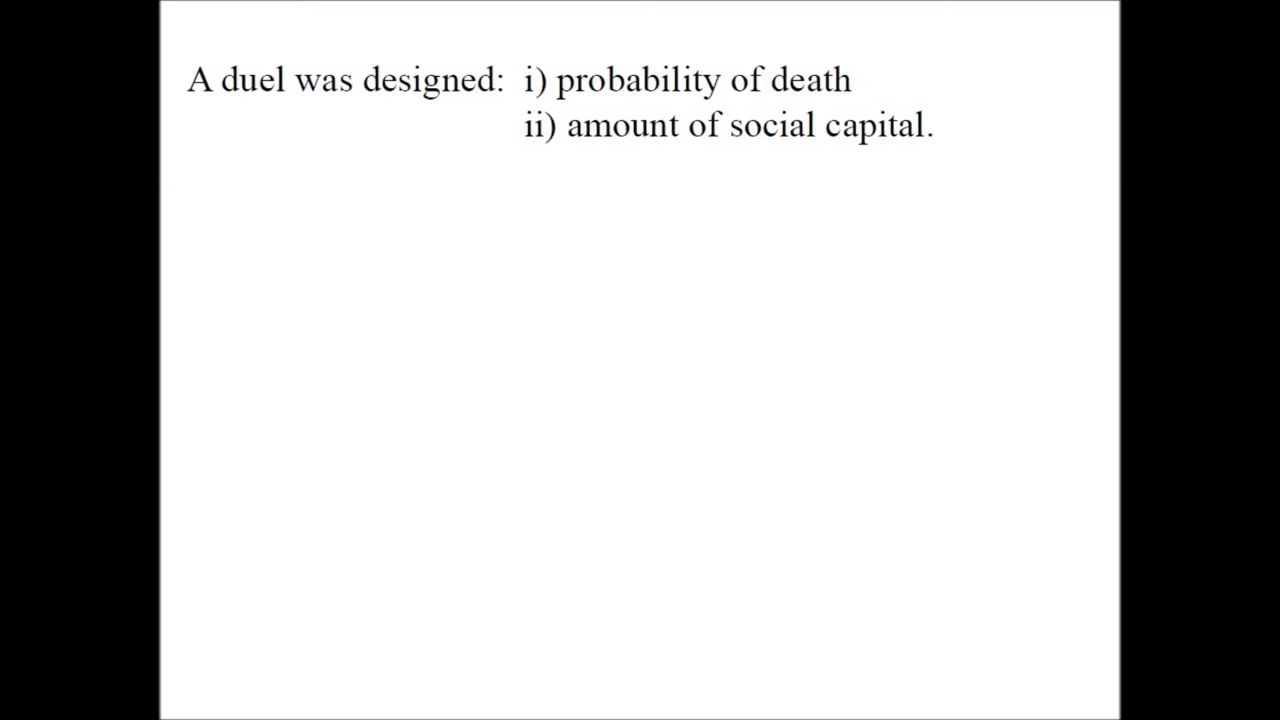 A duel was designed: i) probability of death
ii) amount of social capital.